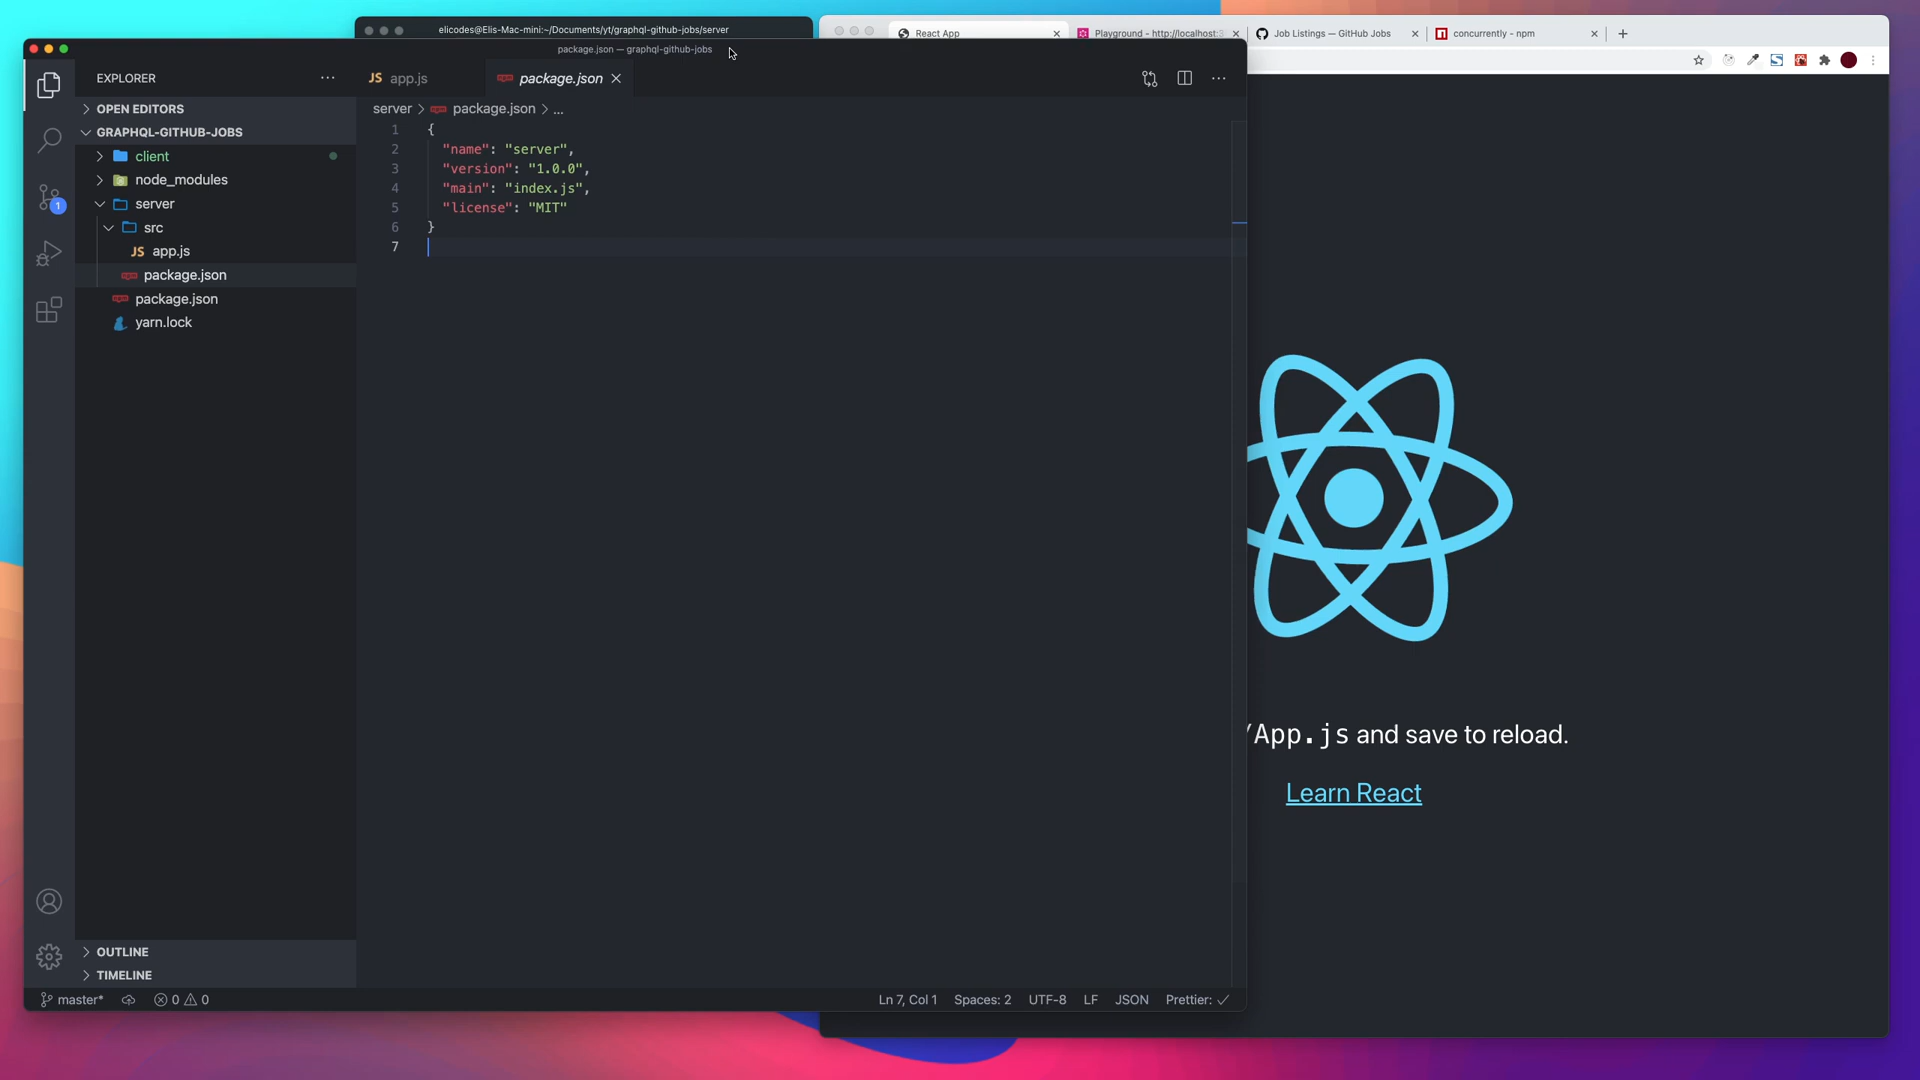 elicodes@Elis-Mac-mini:~/Documents/yt/graphql-github-jobs/server
React App
Playground - http://localhost:3
Job Listings — GitHub Jobs
concurrently - npm
package.json — graphql-github-jobs
EXPLORER
JS app.js
package.json
OPEN EDITORS
server > package.json > ...
GRAPHQL-GITHUB-JOBS
client
node_modules
server
src
JS app.js
package.json
package.json
yarn.lock
1 {
2 "name": "server",
3 "version": "1.0.0",
4 "main": "index.js",
5 "license": "MIT"
6 }
7
1
/App.js and save to reload.
Learn React
OUTLINE
TIMELINE
master*
0
0
Ln 7, Col 1
Spaces: 2
UTF-8
LF
JSON
Prettier: ✓